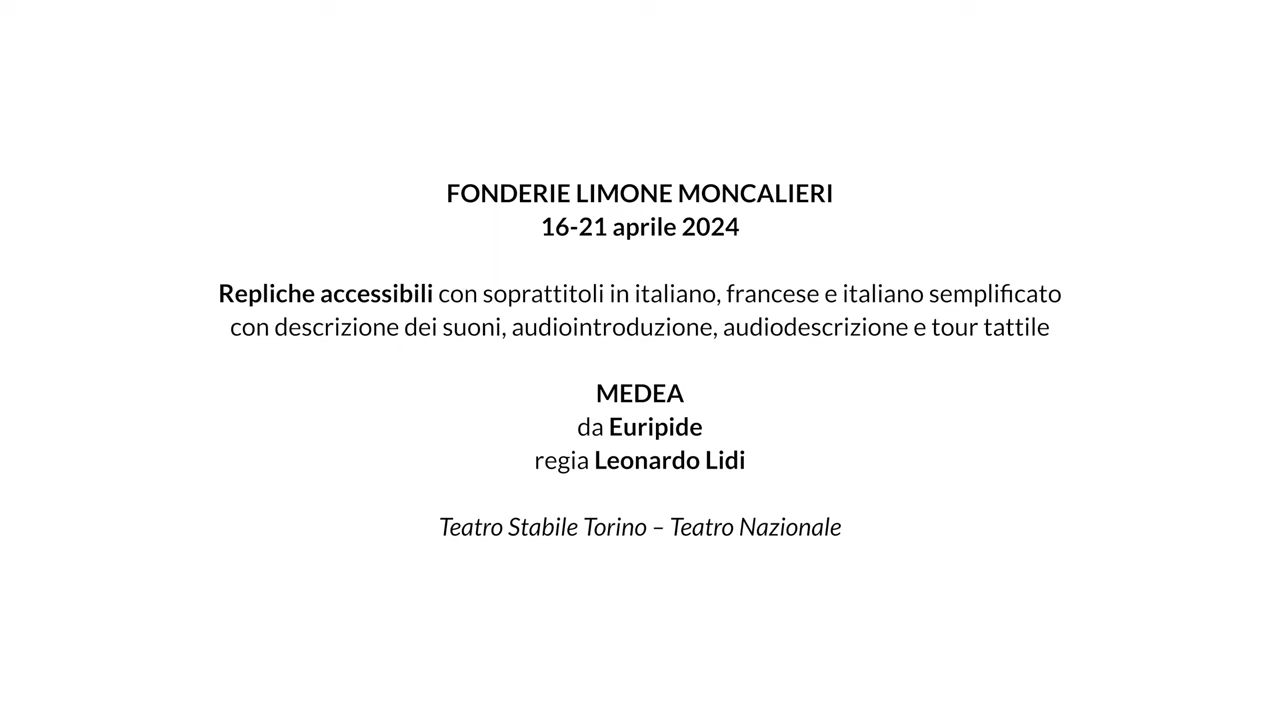 FONDERIE LIMONE MONCALIERI
16-21 aprile 2024
Repliche accessibili con soprattitoli in italiano, francese e italiano semplificato
con descrizione dei suoni, audiointroduzione, audiodescrizione e tour tattile
MEDEA
da Euripide
regia Leonardo Lidi
Teatro Stabile Torino – Teatro Nazionale